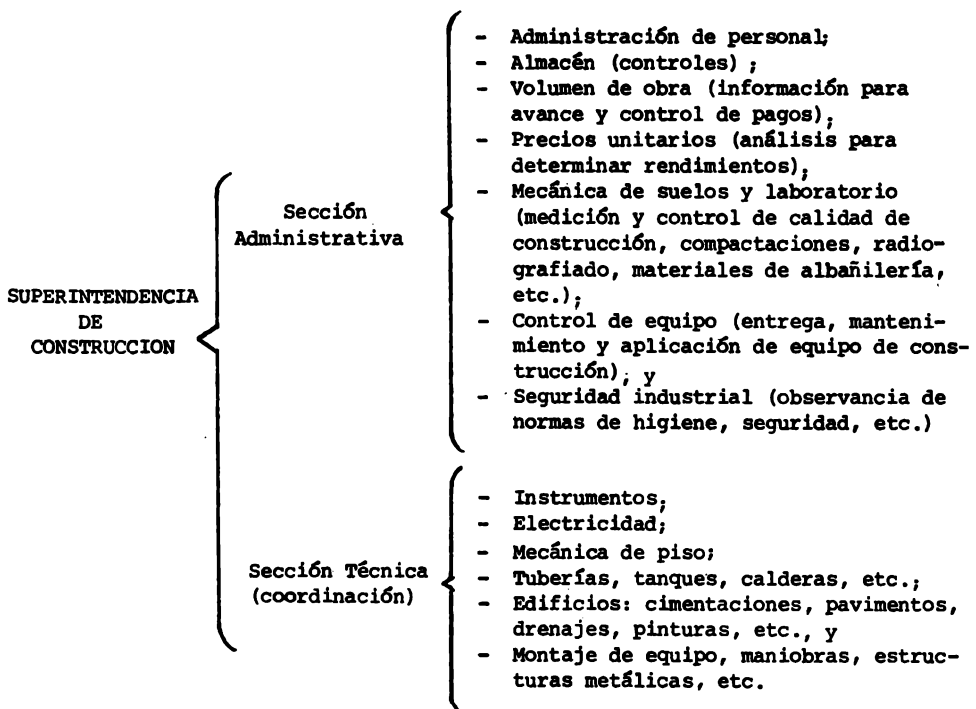 SUPERINTENDENCIA
DE
CONSTRUCCION
Sección
Administrativa
- Administración de personal;
- Almacén (controles) ;
- Volumen de obra (información para
avance y control de pagos);
- Precios unitarios (análisis para
determinar rendimientos);
- Mecánica de suelos y laboratorio
(medición y control de calidad de
construcción, compactaciones, radio-
grafiado, materiales de albañilería,
etc.);
- Control de equipo (entrega, manteni-
miento y aplicación de equipo de cons-
trucción); y
- Seguridad industrial (observancia de
normas de higiene, seguridad, etc.)
Sección Técnica
(coordinación)
- Instrumentos;
- Electricidad;
- Mecánica de piso;
- Tuberías, tanques, calderas, etc.;
- Edificios: cimentaciones, pavimentos,
drenajes, pinturas, etc., y
- Montaje de equipo, maniobras, estruc-
turas metálicas, etc.